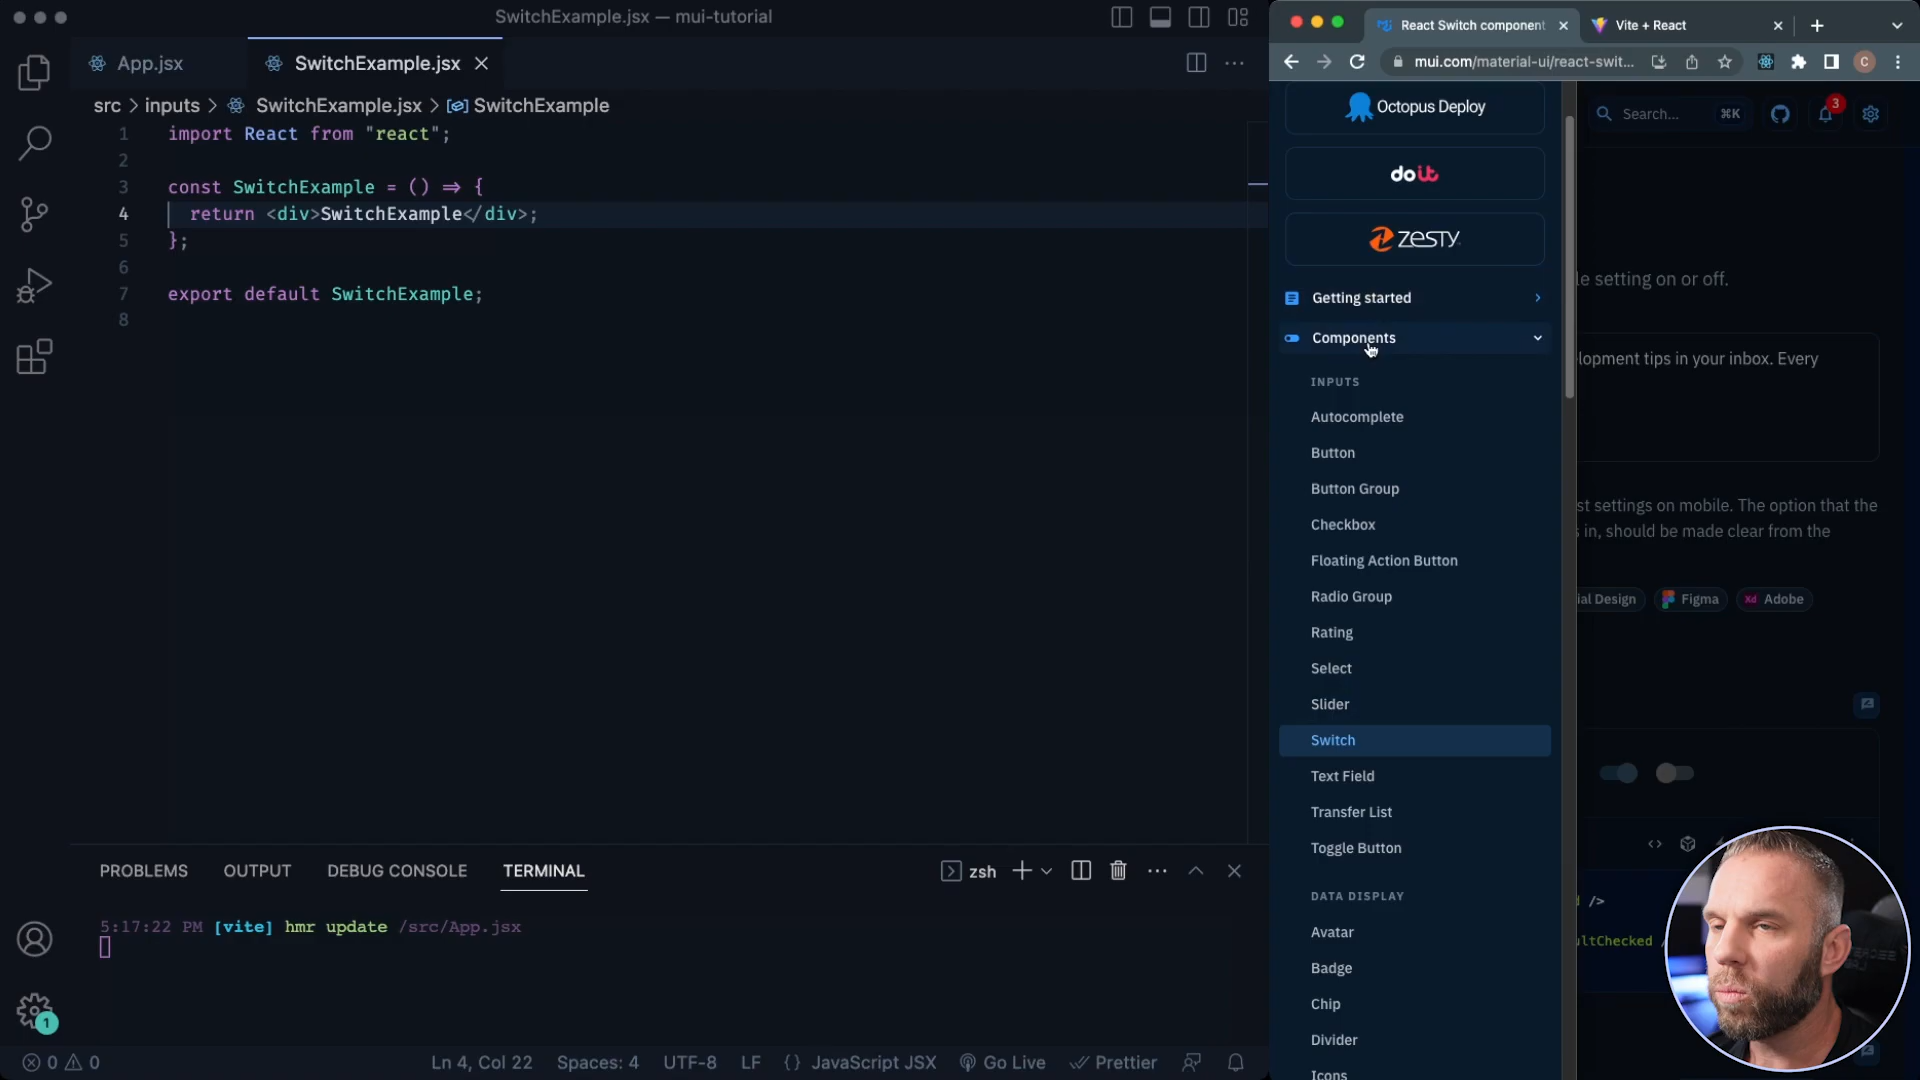 SwitchExample.jsx — mui-tutorial
App.jsx
SwitchExample.jsx
src > inputs > SwitchExample.jsx > SwitchExample
1 import React from "react";
2
3 const SwitchExample = () => {
4 return <div>SwitchExample</div>;
5 };
6
7 export default SwitchExample;
8
PROBLEMS OUTPUT DEBUG CONSOLE TERMINAL
zsh
5:17:22 PM [vite] hmr update /src/App.jsx
1
0 0
Ln 4, Col 22 Spaces: 4 UTF-8 LF {} JavaScript JSX Go Live Prettier
React Switch component
Vite + React
mui.com/material-ui/react-swit...
C
Octopus Deploy
doit
ZESTY
Getting started
Components
INPUTS
Autocomplete
Button
Button Group
Checkbox
Floating Action Button
Radio Group
Rating
Select
Slider
Switch
Text Field
Transfer List
Toggle Button
DATA DISPLAY
Avatar
Badge
Chip
Divider
Icons
Search... ⌘K
3
le setting on or off.
lopment tips in your inbox. Every
st settings on mobile. The option that the
s in, should be made clear from the
ial Design
Figma
Xd Adobe
/>
ultChecked /